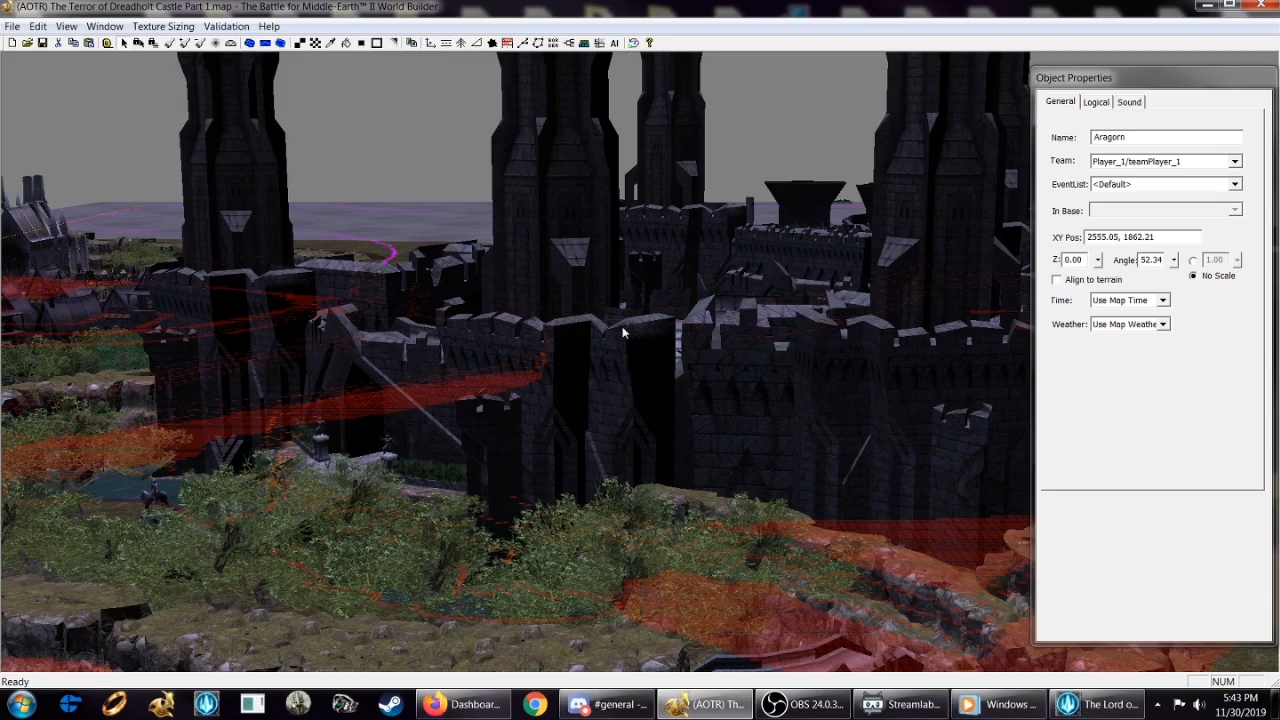 (AOTR) The Terror of Dreadholt Castle Part 1.map - The Battle for Middle-Earth™ II World Builder
File Edit View Window Texture Sizing Validation Help
AI
Object Properties
General Logical Sound
Name: Aragorn
Team: Player_1/teamPlayer_1
EventList: <Default>
In Base:
XY Pos: 2555.05, 1862.21
Z: 0.00 Angle: 52.34 1.00
No Scale
Align to terrain
Time: Use Map Time
Weather: Use Map Weathe
Ready NUM
Dashboar... #general -... (AOTR) Th... OBS 24.0.3... Streamlab... Windows ... The Lord o...
5:43 PM
11/30/2019